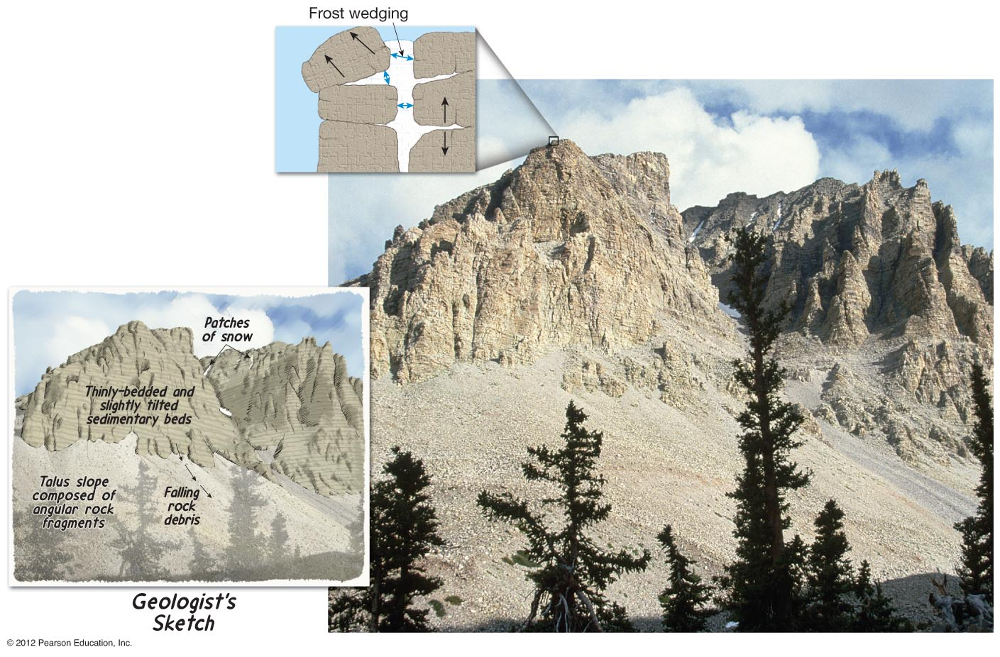 Frost wedging
Patches
of snow
Thinly-bedded and
slightly tilted
sedimentary beds
Talus slope
composed of
angular rock
fragments
Falling
rock
debris
Geologist's
Sketch
© 2012 Pearson Education, Inc.